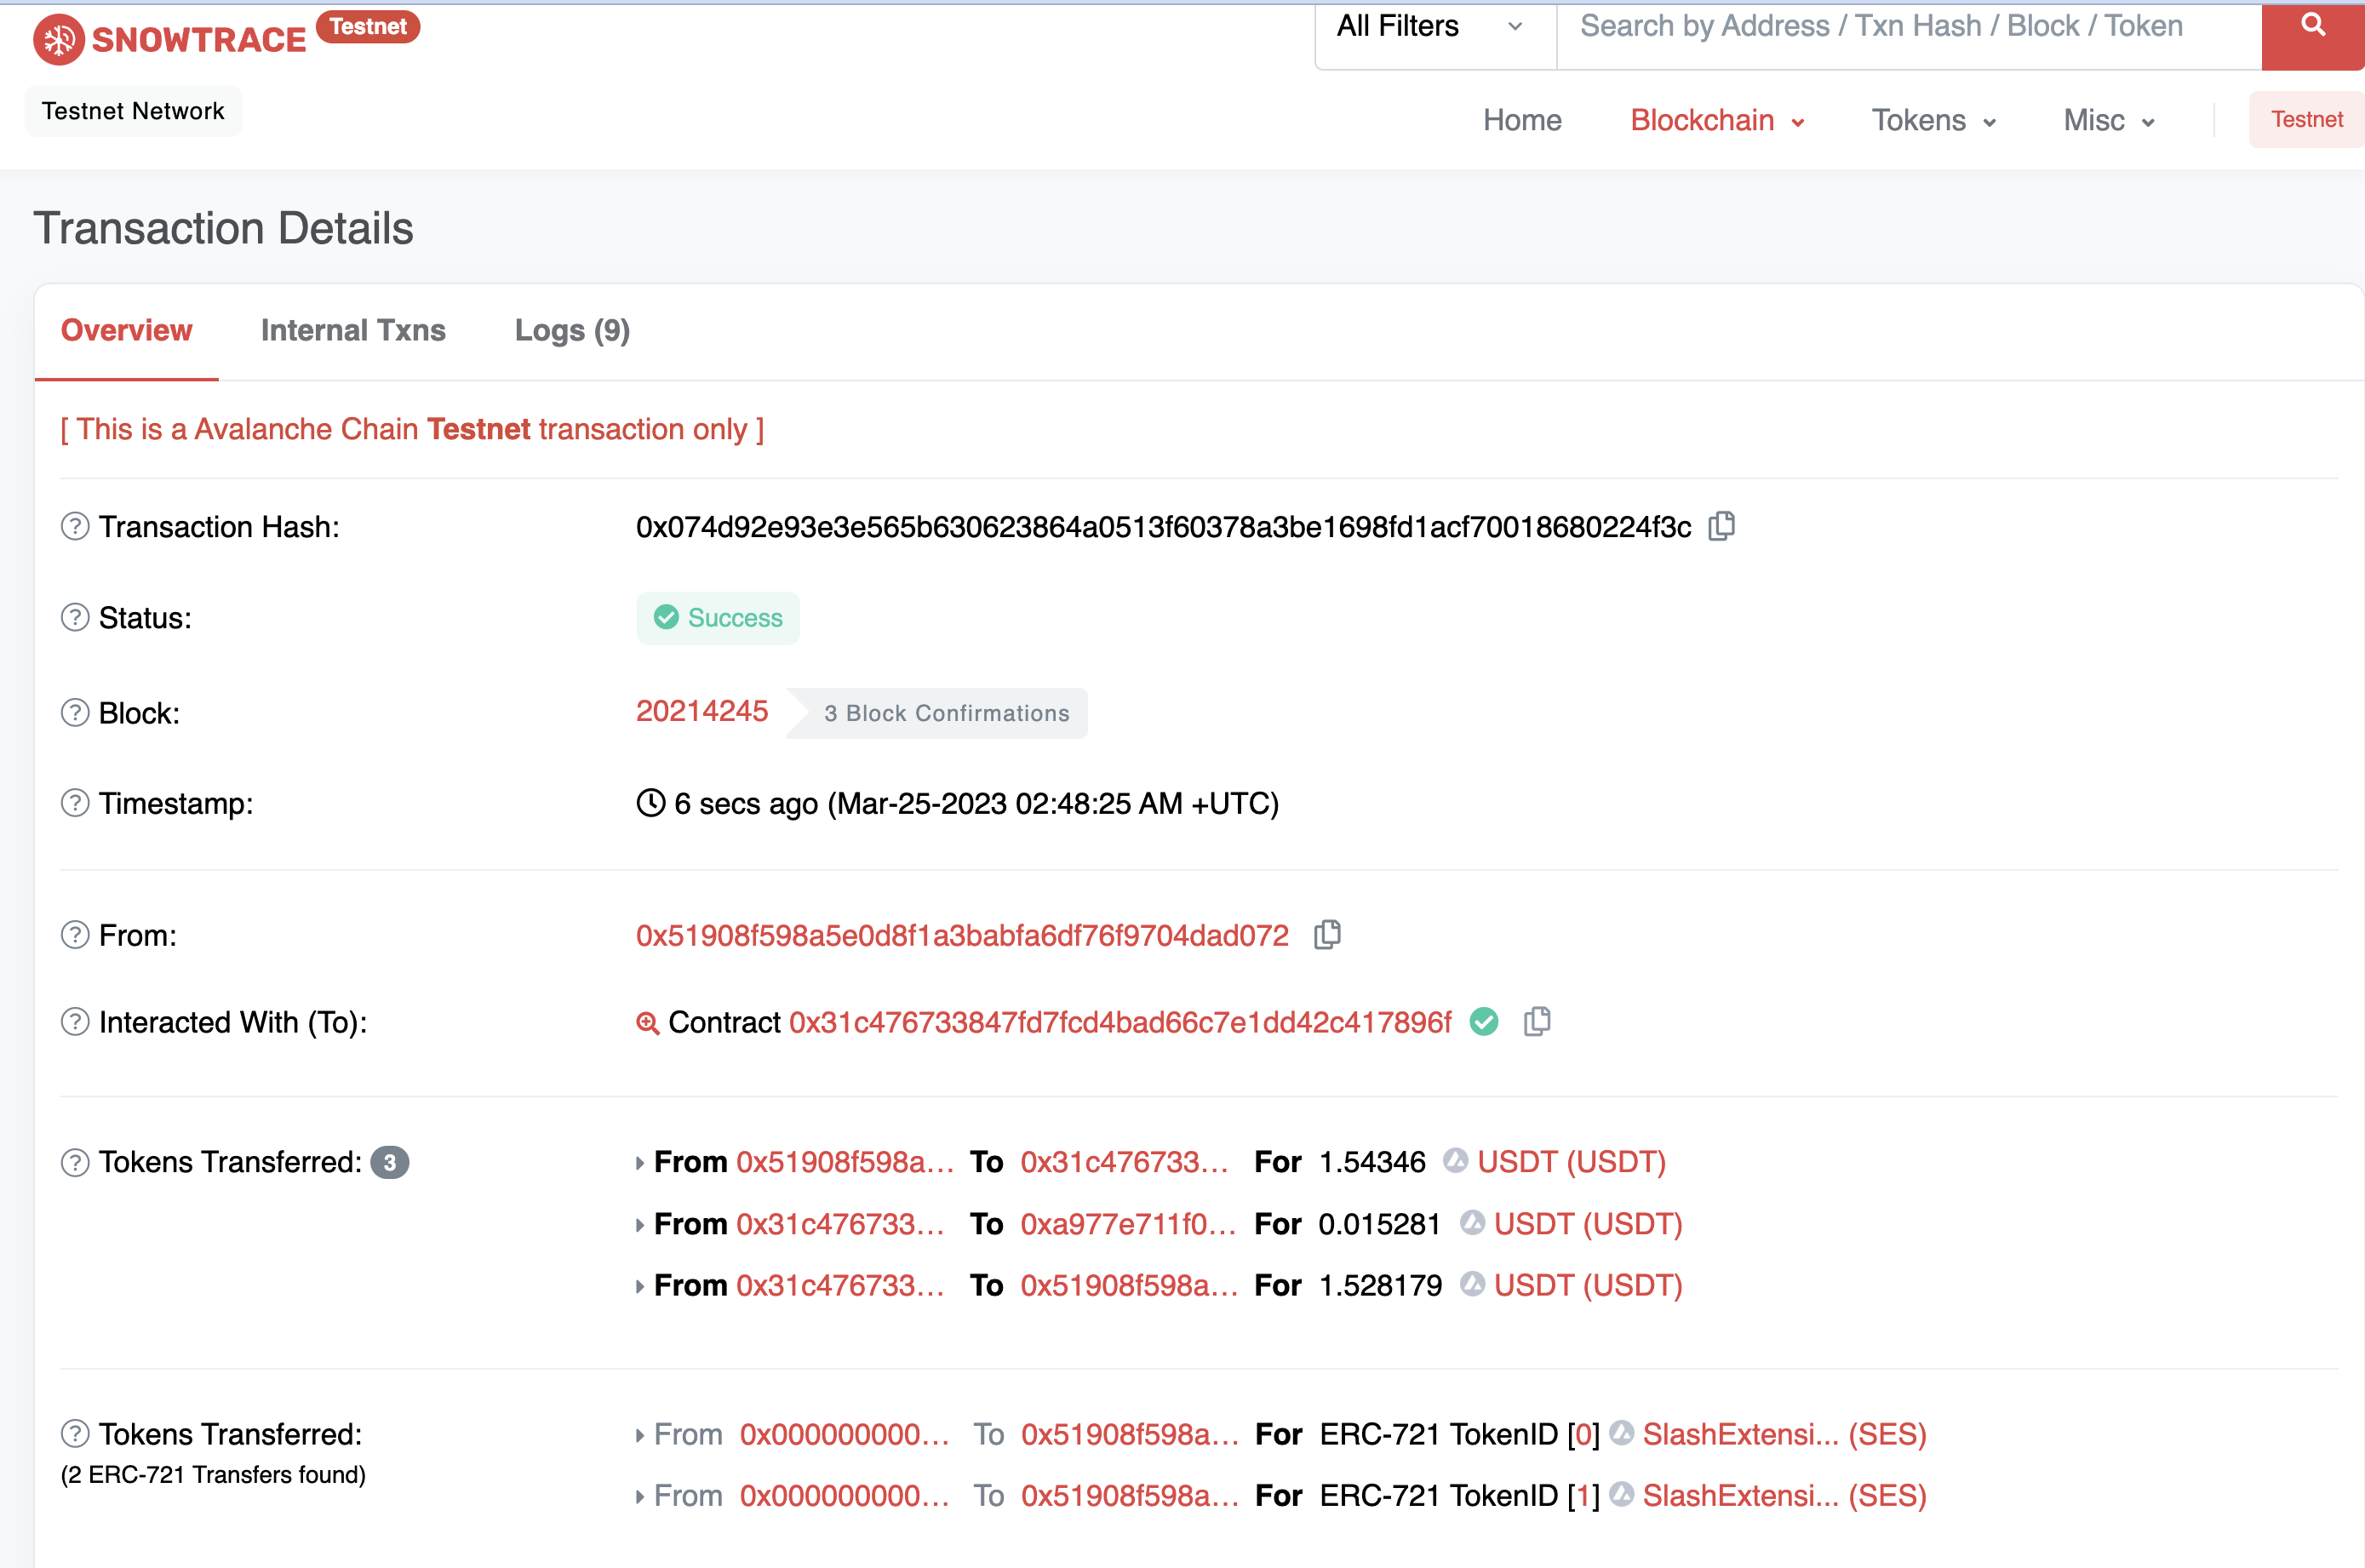 SNOWTRACE Testnet
All Filters Search by Address / Txn Hash / Block / Token
Testnet Network
Home Blockchain Tokens Misc Testnet
Transaction Details
Overview Internal Txns Logs (9)
[ This is a Avalanche Chain Testnet transaction only ]
Transaction Hash: 0x074d92e93e3e565b630623864a0513f60378a3be1698fd1acf70018680224f3c
Status: Success
Block: 20214245 3 Block Confirmations
Timestamp: 6 secs ago (Mar-25-2023 02:48:25 AM +UTC)
From: 0x51908f598a5e0d8f1a3babfa6df76f9704dad072
Interacted With (To): Contract 0x31c476733847fd7fcd4bad66c7e1dd42c417896f
Tokens Transferred: 3 From 0x51908f598a... To 0x31c476733... For 1.54346 USDT (USDT)
From 0x31c476733... To 0xa977e711f0... For 0.015281 USDT (USDT)
From 0x31c476733... To 0x51908f598a... For 1.528179 USDT (USDT)
Tokens Transferred: From 0x000000000... To 0x51908f598a... For ERC-721 TokenID [0] SlashExtensi... (SES)
(2 ERC-721 Transfers found)
From 0x000000000... To 0x51908f598a... For ERC-721 TokenID [1] SlashExtensi... (SES)